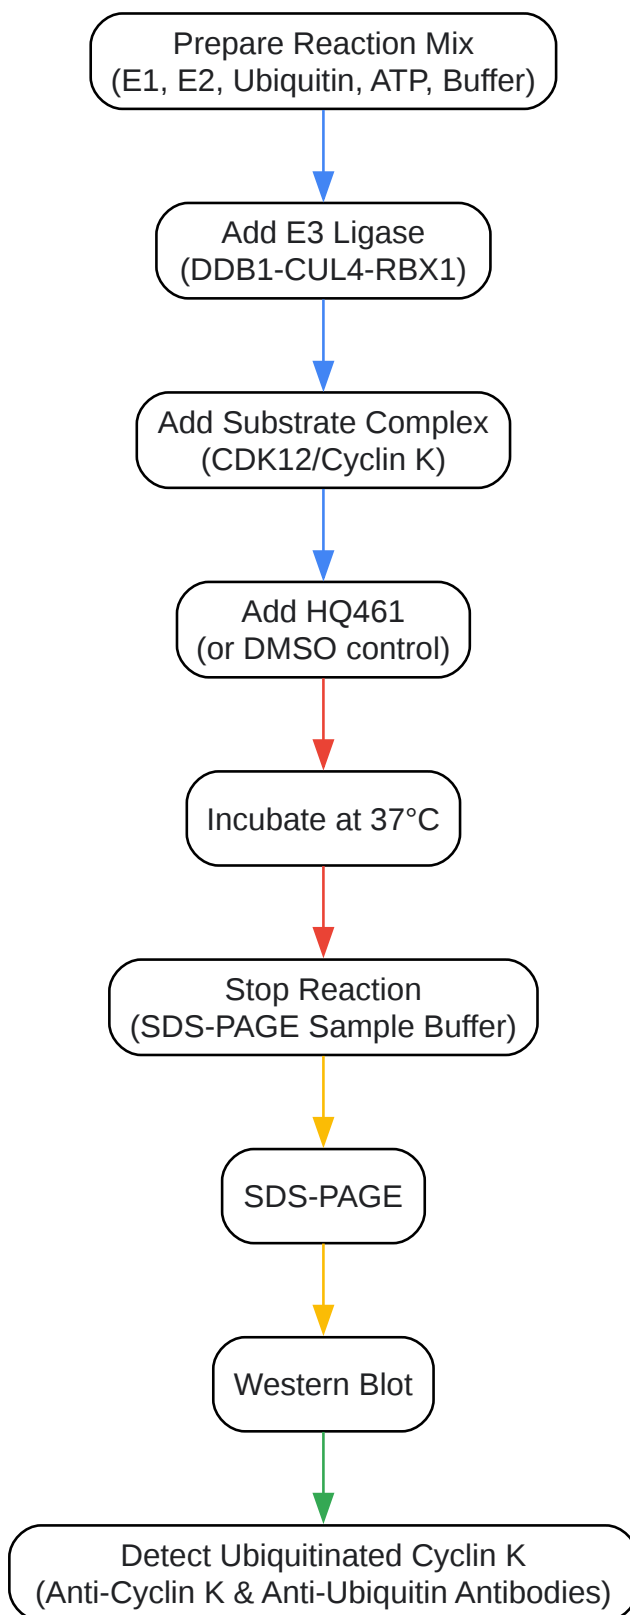 Prepare Reaction Mix
(E1, E2, Ubiquitin, ATP, Buffer)
Add E3 Ligase
(DDB1-CUL4-RBX1)
Add Substrate Complex
(CDK12/Cyclin K)
Add HQ461
(or DMSO control)
Incubate at 37°C
Stop Reaction
(SDS-PAGE Sample Buffer)
SDS-PAGE
Western Blot
Detect Ubiquitinated Cyclin K
(Anti-Cyclin K & Anti-Ubiquitin Antibodies)